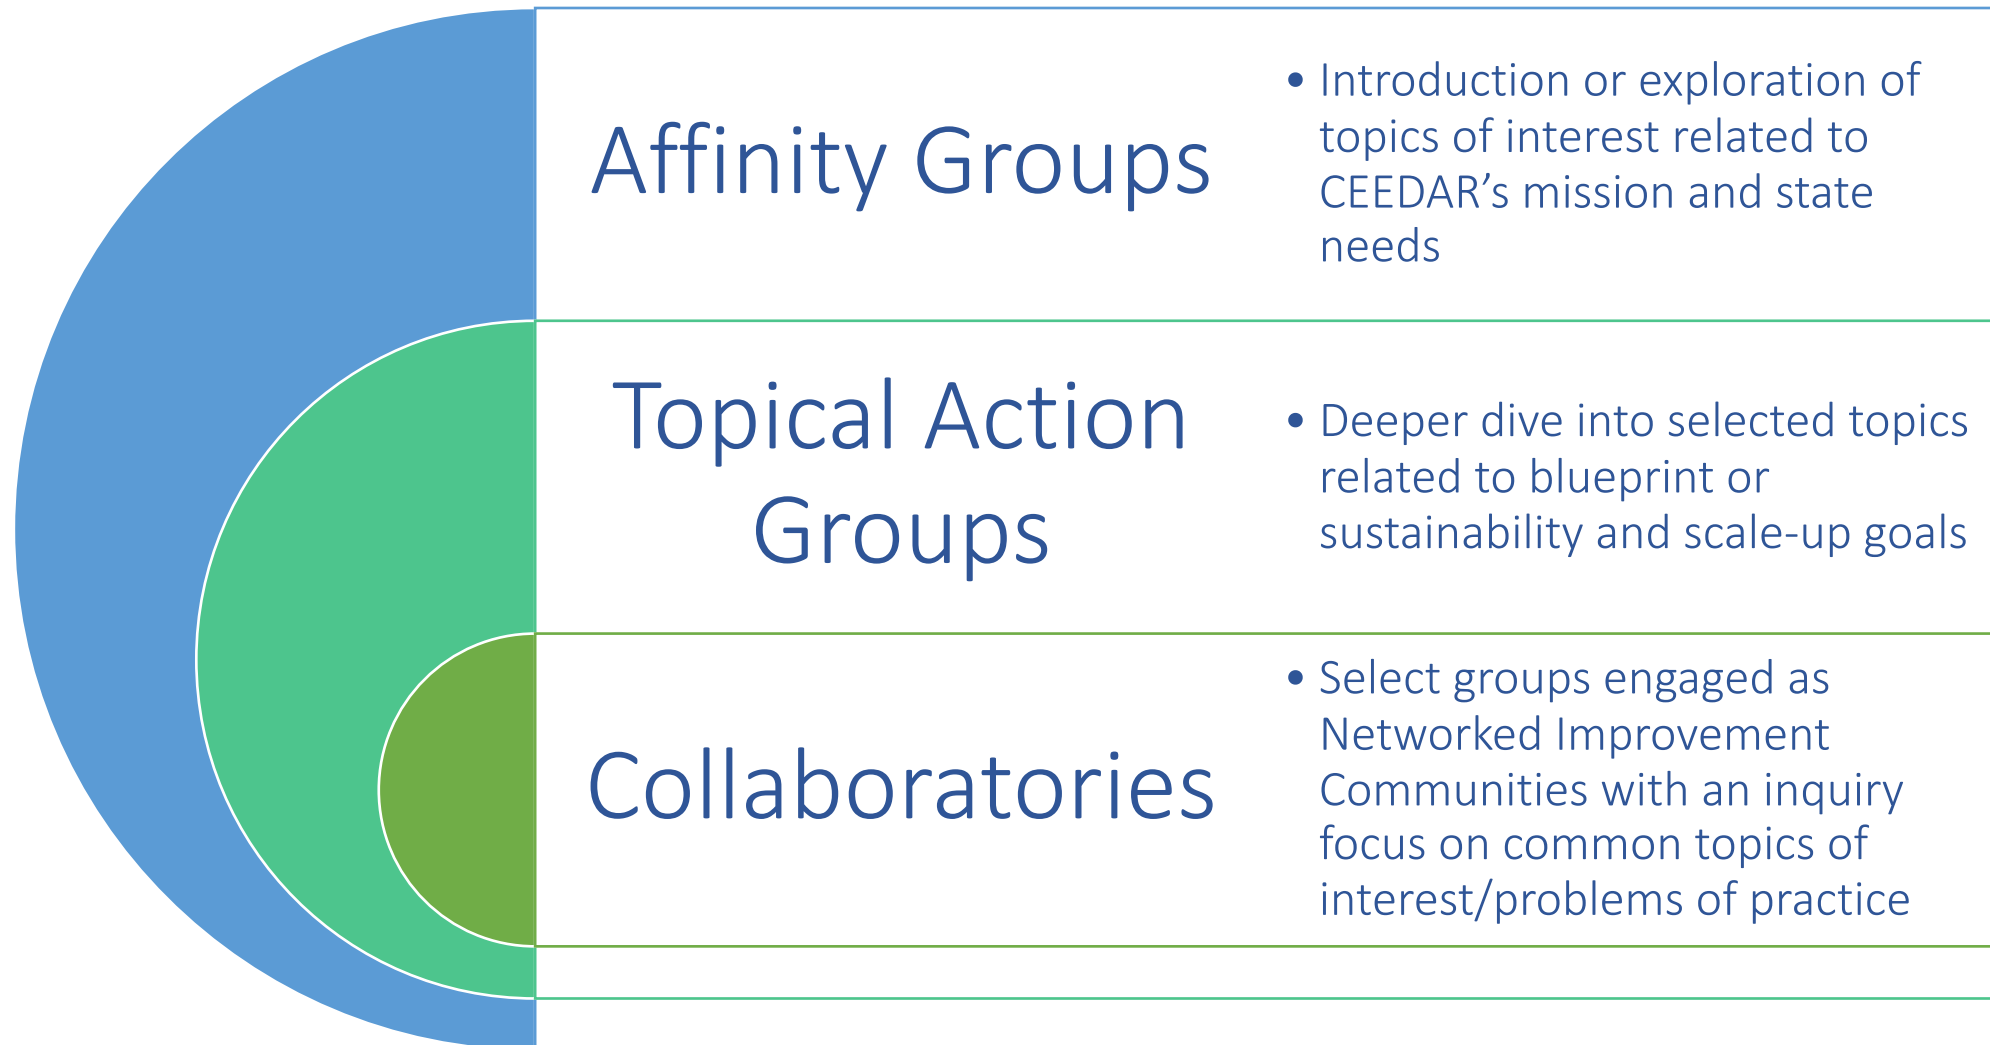 Affinity Groups
• Introduction or exploration of
topics of interest related to
CEEDAR’s mission and state
needs
Topical Action
Groups
• Deeper dive into selected topics
related to blueprint or
sustainability and scale-up goals
Collaboratories
• Select groups engaged as
Networked Improvement
Communities with an inquiry
focus on common topics of
interest/problems of practice